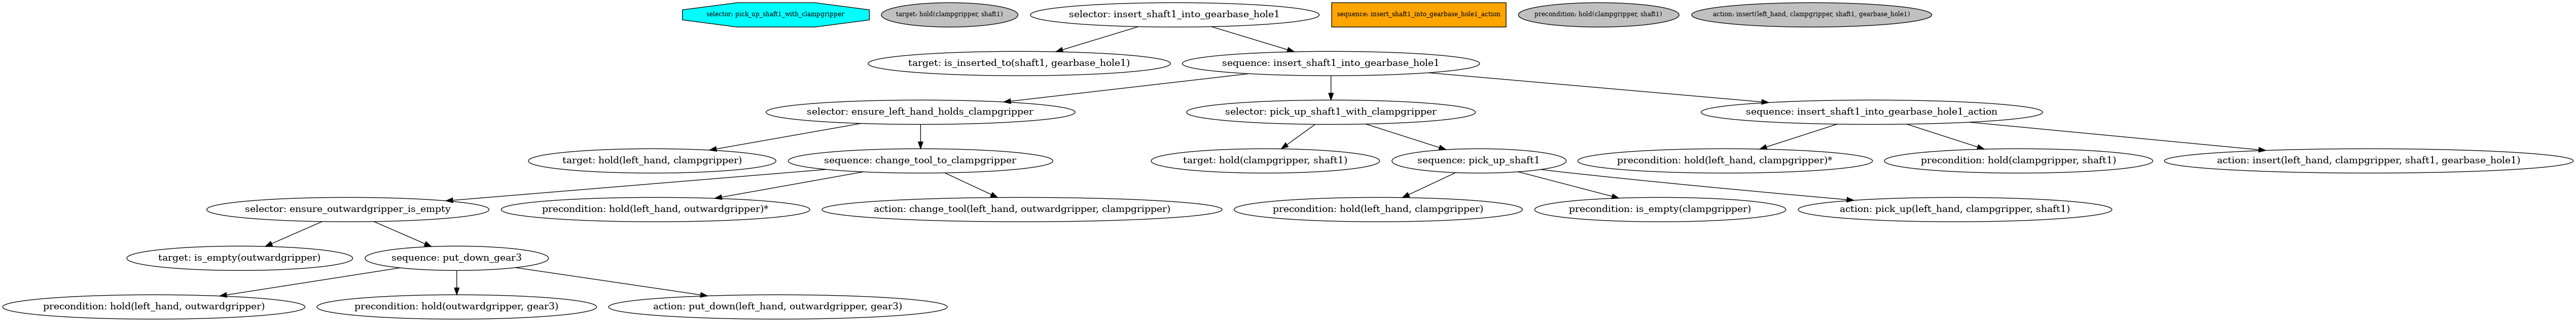 selector: pick_up_shaft1_with_clampgripper
target: hold(clampgripper, shaft1)
selector: insert_shaft1_into_gearbase_hole1
sequence: insert_shaft1_into_gearbase_hole1_action
precondition: hold(clampgripper, shaft1)
action: insert(left_hand, clampgripper, shaft1, gearbase_hole1)
target: is_inserted_to(shaft1, gearbase_hole1)
sequence: insert_shaft1_into_gearbase_hole1
selector: ensure_left_hand_holds_clampgripper
selector: pick_up_shaft1_with_clampgripper
sequence: insert_shaft1_into_gearbase_hole1_action
target: hold(left_hand, clampgripper)
sequence: change_tool_to_clampgripper
target: hold(clampgripper, shaft1)
sequence: pick_up_shaft1
precondition: hold(left_hand, clampgripper)*
precondition: hold(clampgripper, shaft1)
action: insert(left_hand, clampgripper, shaft1, gearbase_hole1)
selector: ensure_outwardgripper_is_empty
precondition: hold(left_hand, outwardgripper)*
action: change_tool(left_hand, outwardgripper, clampgripper)
precondition: hold(left_hand, clampgripper)
precondition: is_empty(clampgripper)
action: pick_up(left_hand, clampgripper, shaft1)
target: is_empty(outwardgripper)
sequence: put_down_gear3
precondition: hold(left_hand, outwardgripper)
precondition: hold(outwardgripper, gear3)
action: put_down(left_hand, outwardgripper, gear3)